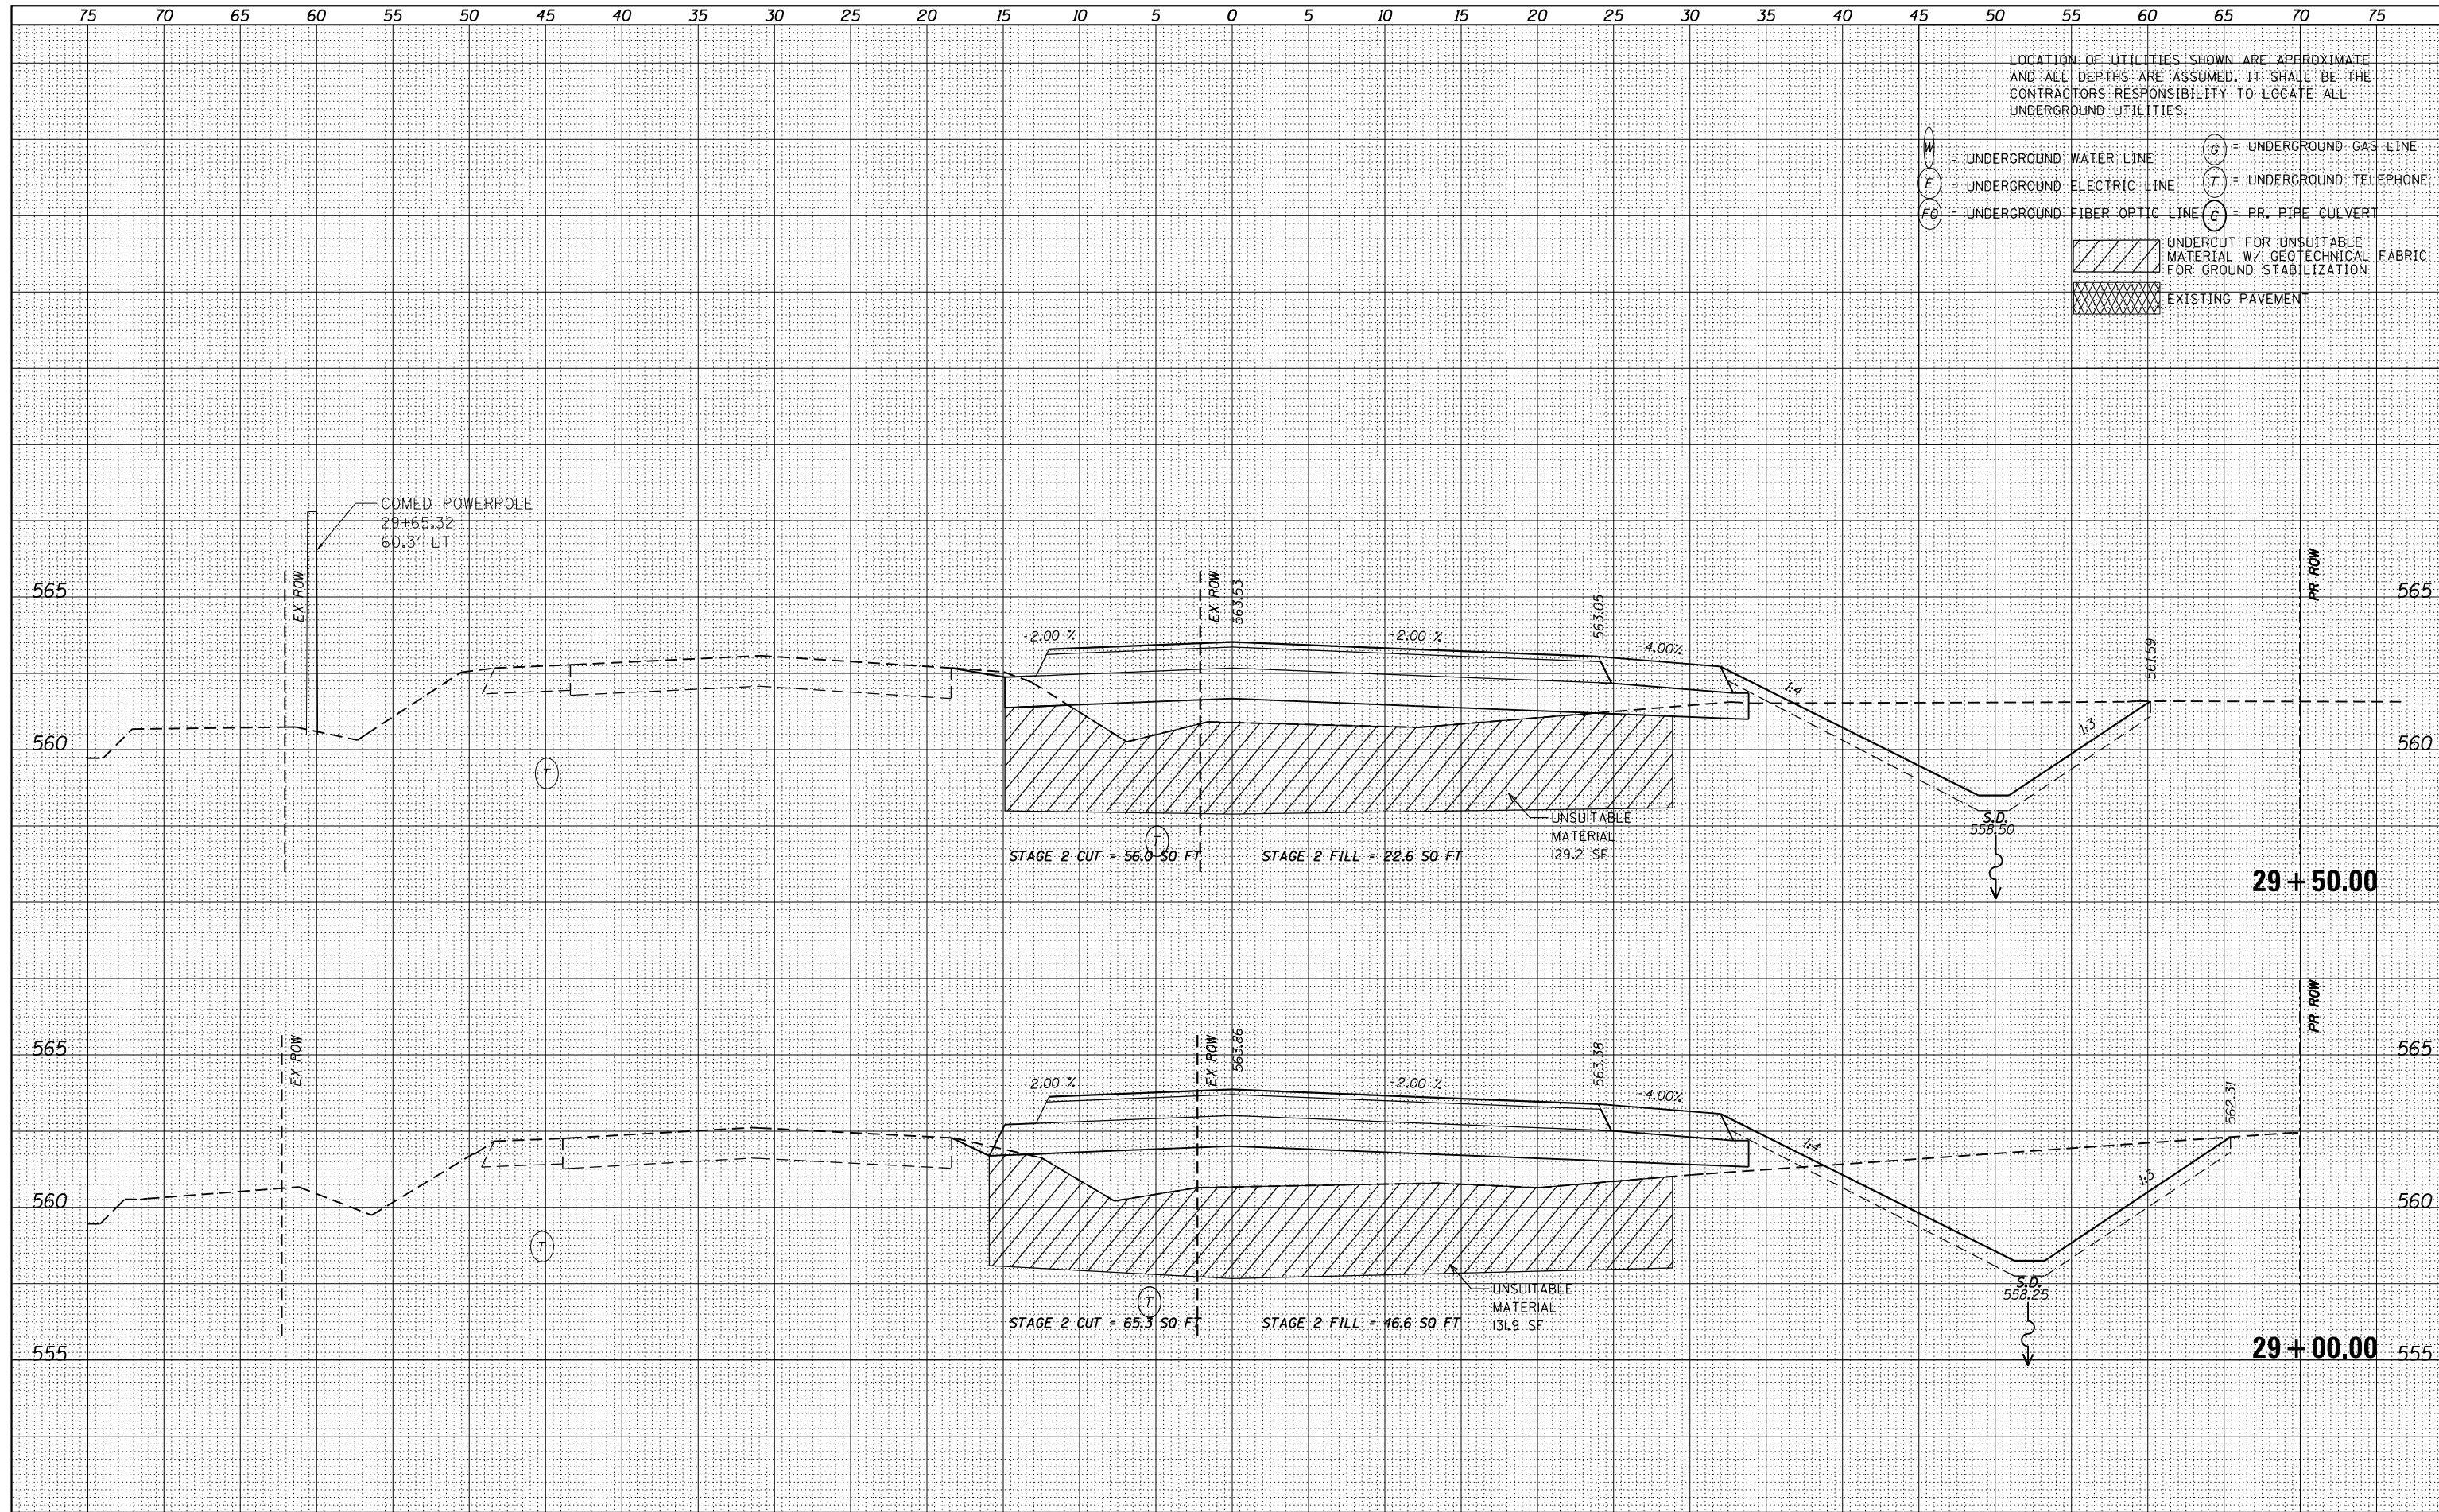 75 70 65 60 55 50 45 40 35 30 25 20 15 10 5 0 5 10 15 20 25 30 35 40 45 50 55 60 65 70 75
LOCATION OF UTILITIES SHOWN ARE APPROXIMATE
AND ALL DEPTHS ARE ASSUMED. IT SHALL BE THE
CONTRACTORS RESPONSIBILITY TO LOCATE ALL
UNDERGROUND UTILITIES.
W = UNDERGROUND WATER LINE
G = UNDERGROUND GAS LINE
E = UNDERGROUND ELECTRIC LINE
T = UNDERGROUND TELEPHONE
FO = UNDERGROUND FIBER OPTIC LINE
C = PR. PIPE CULVERT
UNDERCUT FOR UNSUITABLE
MATERIAL W/ GEOTECHNICAL FABRIC
FOR GROUND STABILIZATION
EXISTING PAVEMENT
COMED POWERPOLE
29+65.32
60.3' LT
565
EX ROW
EX ROW
563.53
563.05
561.59
PR ROW
565
-2.00 %
-2.00 %
-4.00%
1:4
1:3
560
560
T
T
UNSUITABLE
MATERIAL
129.2 SF
S.D.
558.50
STAGE 2 CUT = 56.0 SQ FT
STAGE 2 FILL = 22.6 SQ FT
29+50.00
565
EX ROW
EX ROW
563.86
563.38
562.31
PR ROW
565
-2.00 %
-2.00 %
-4.00%
1:4
1:3
560
560
T
T
UNSUITABLE
MATERIAL
131.9 SF
S.D.
558.25
STAGE 2 CUT = 65.3 SQ FT
STAGE 2 FILL = 46.6 SQ FT
29+00.00
555
555